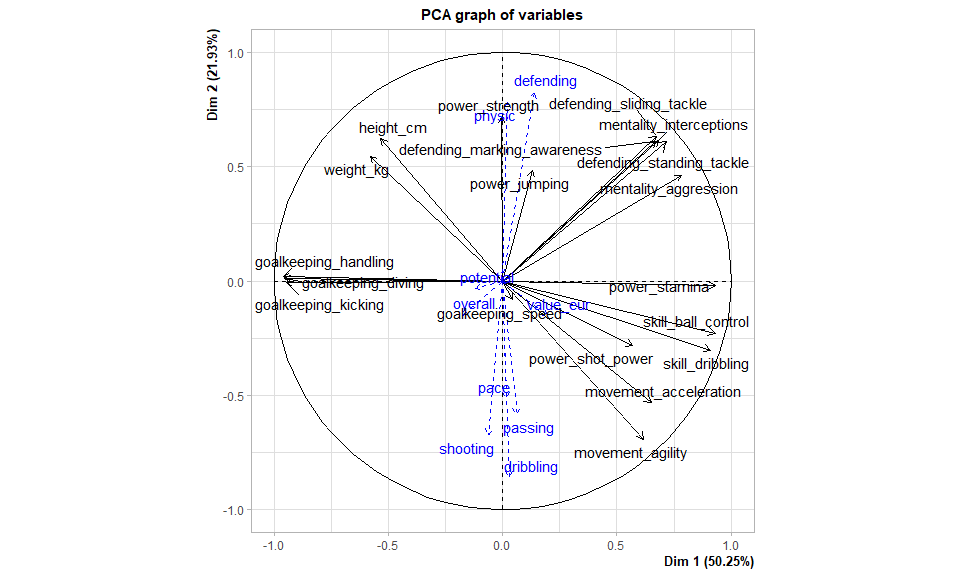 PCA graph of variables
Dim 2 (21.93%)
1.0
0.5
0.0
-0.5
-1.0
defending
power_strength
defending_sliding_tackle
physic
mentality_interceptions
height_cm
defending_marking_awareness
defending_standing_tackle
weight_kg
power_jumping
mentality_aggression
goalkeeping_handling
potential
goalkeeping_diving
power_stamina
goalkeeping_kicking
overall
value_eur
goalkeeping_speed
skill_ball_control
power_shot_power
skill_dribbling
pace
movement_acceleration
passing
shooting
movement_agility
dribbling
-1.0
-0.5
0.0
0.5
1.0
Dim 1 (50.25%)